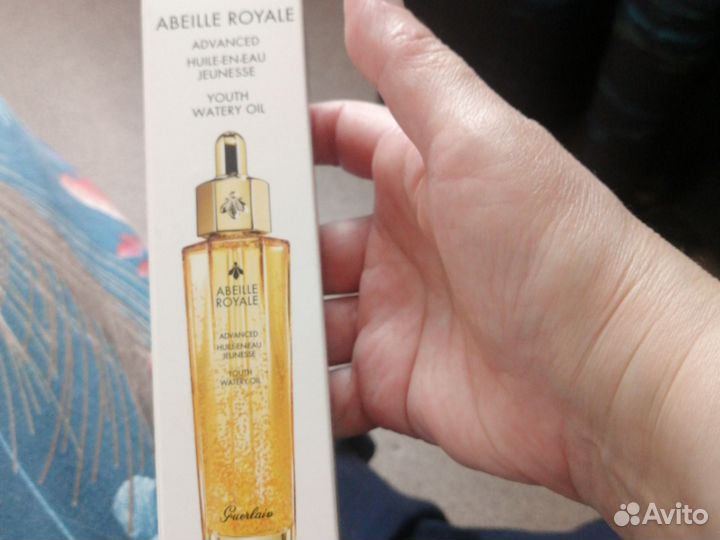 ABEILLE ROYALE
ADVANCED
HUILE-EN-EAU
JEUNESSE
YOUTH
WATERY OIL
ABEILLE
ROYALE
ADVANCED
HUILE-EN-EAU
JEUNESSE
YOUTH
WATERY OIL
Guerlain
Avito